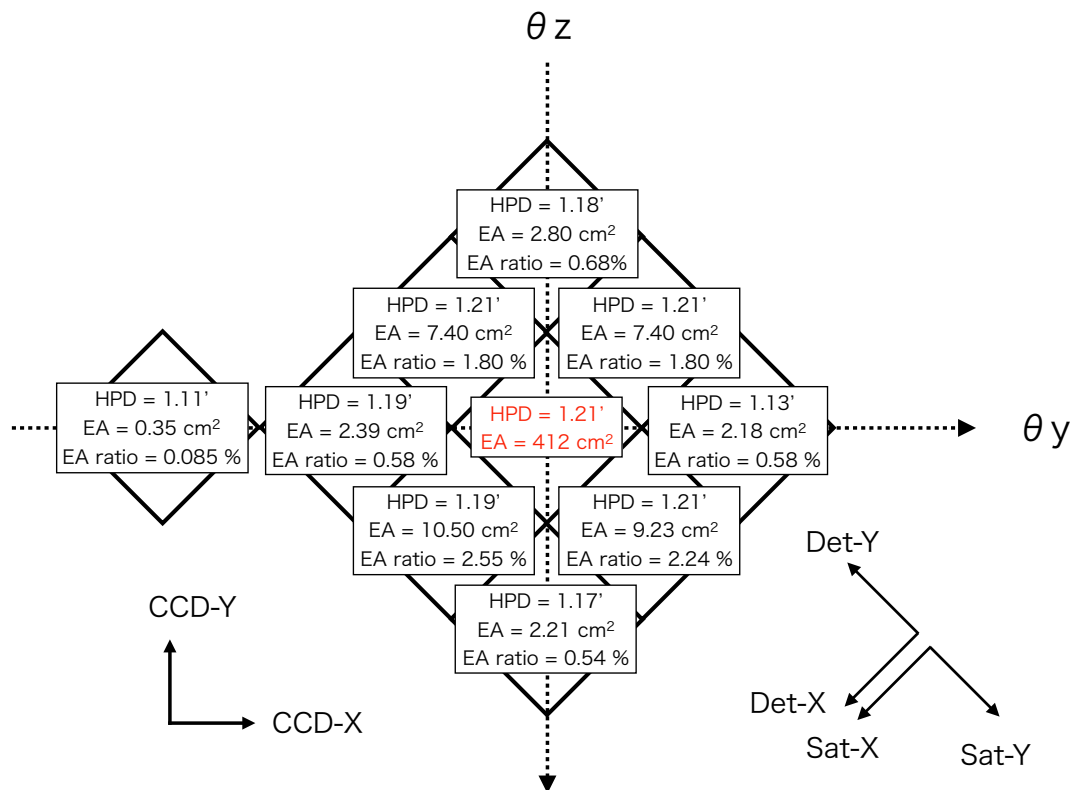 θ z
HPD = 1.18’
EA = 2.80 cm²
EA ratio = 0.68%
HPD = 1.21’
EA = 7.40 cm²
EA ratio = 1.80 %
HPD = 1.21’
EA = 7.40 cm²
EA ratio = 1.80 %
HPD = 1.11’
EA = 0.35 cm²
EA ratio = 0.085 %
HPD = 1.19’
EA = 2.39 cm²
EA ratio = 0.58 %
HPD = 1.21’
EA = 412 cm²
HPD = 1.13’
EA = 2.18 cm²
EA ratio = 0.58 %
θ y
HPD = 1.19’
EA = 10.50 cm²
EA ratio = 2.55 %
HPD = 1.21’
EA = 9.23 cm²
EA ratio = 2.24 %
HPD = 1.17’
EA = 2.21 cm²
EA ratio = 0.54 %
CCD-Y
CCD-X
Det-Y
Det-X
Sat-X
Sat-Y